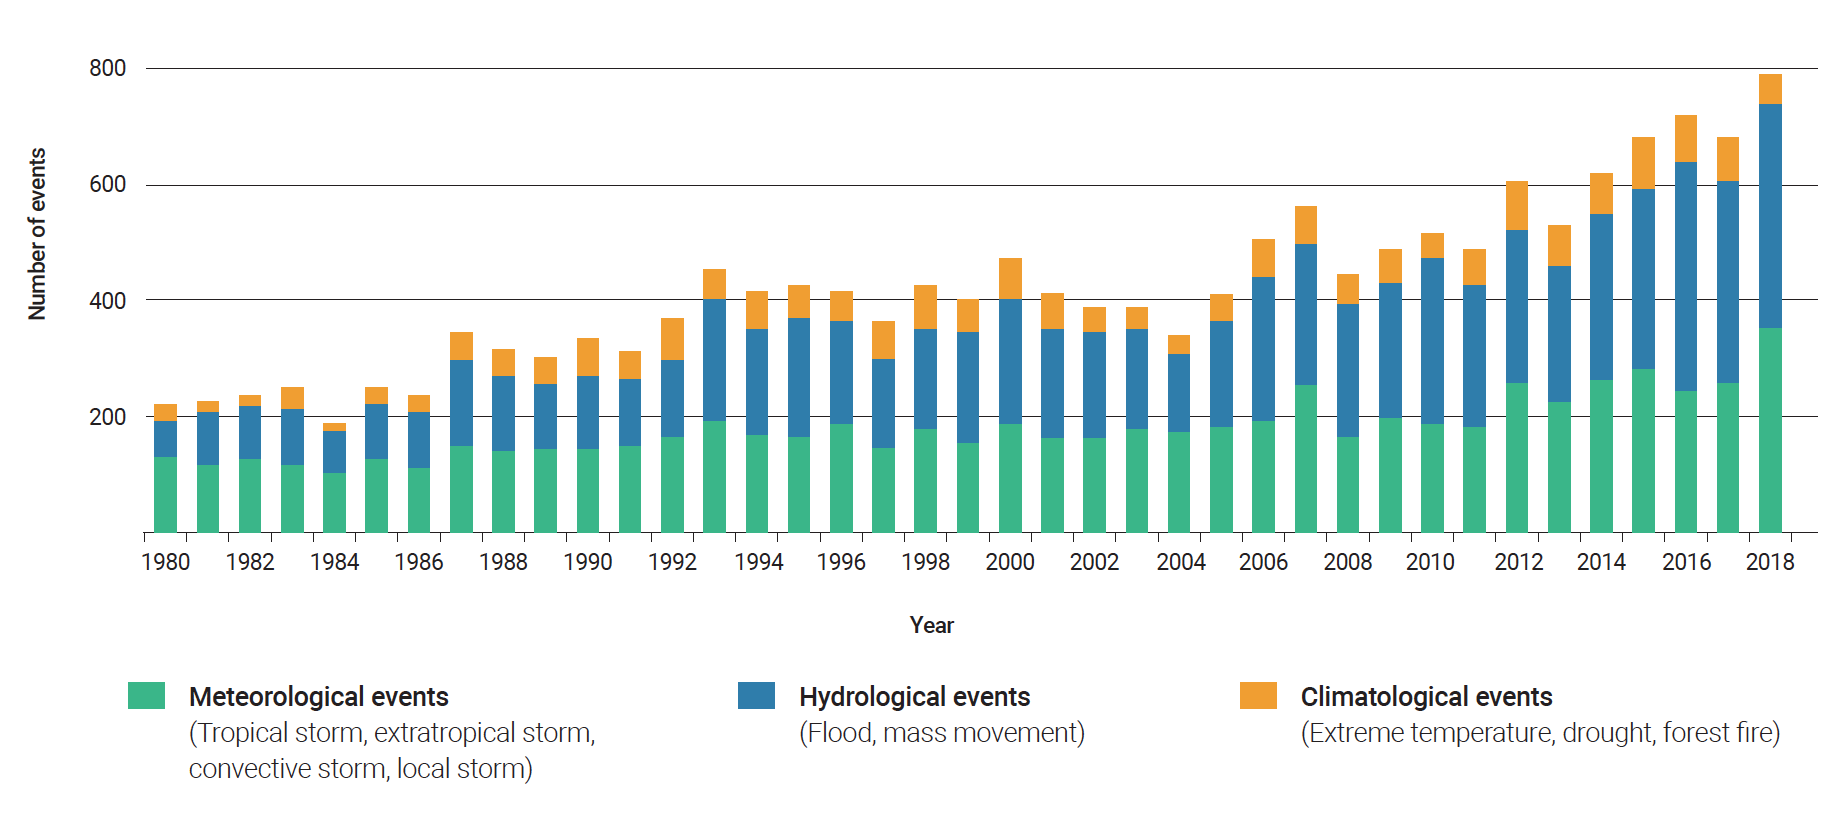 800
600
400
200
Number of events
1980 1982 1984 1986 1988 1990 1992 1994 1996 1998 2000 2002 2004 2006 2008 2010 2012 2014 2016 2018
Year
Meteorological events
(Tropical storm, extratropical storm,
convective storm, local storm)
Hydrological events
(Flood, mass movement)
Climatological events
(Extreme temperature, drought, forest fire)